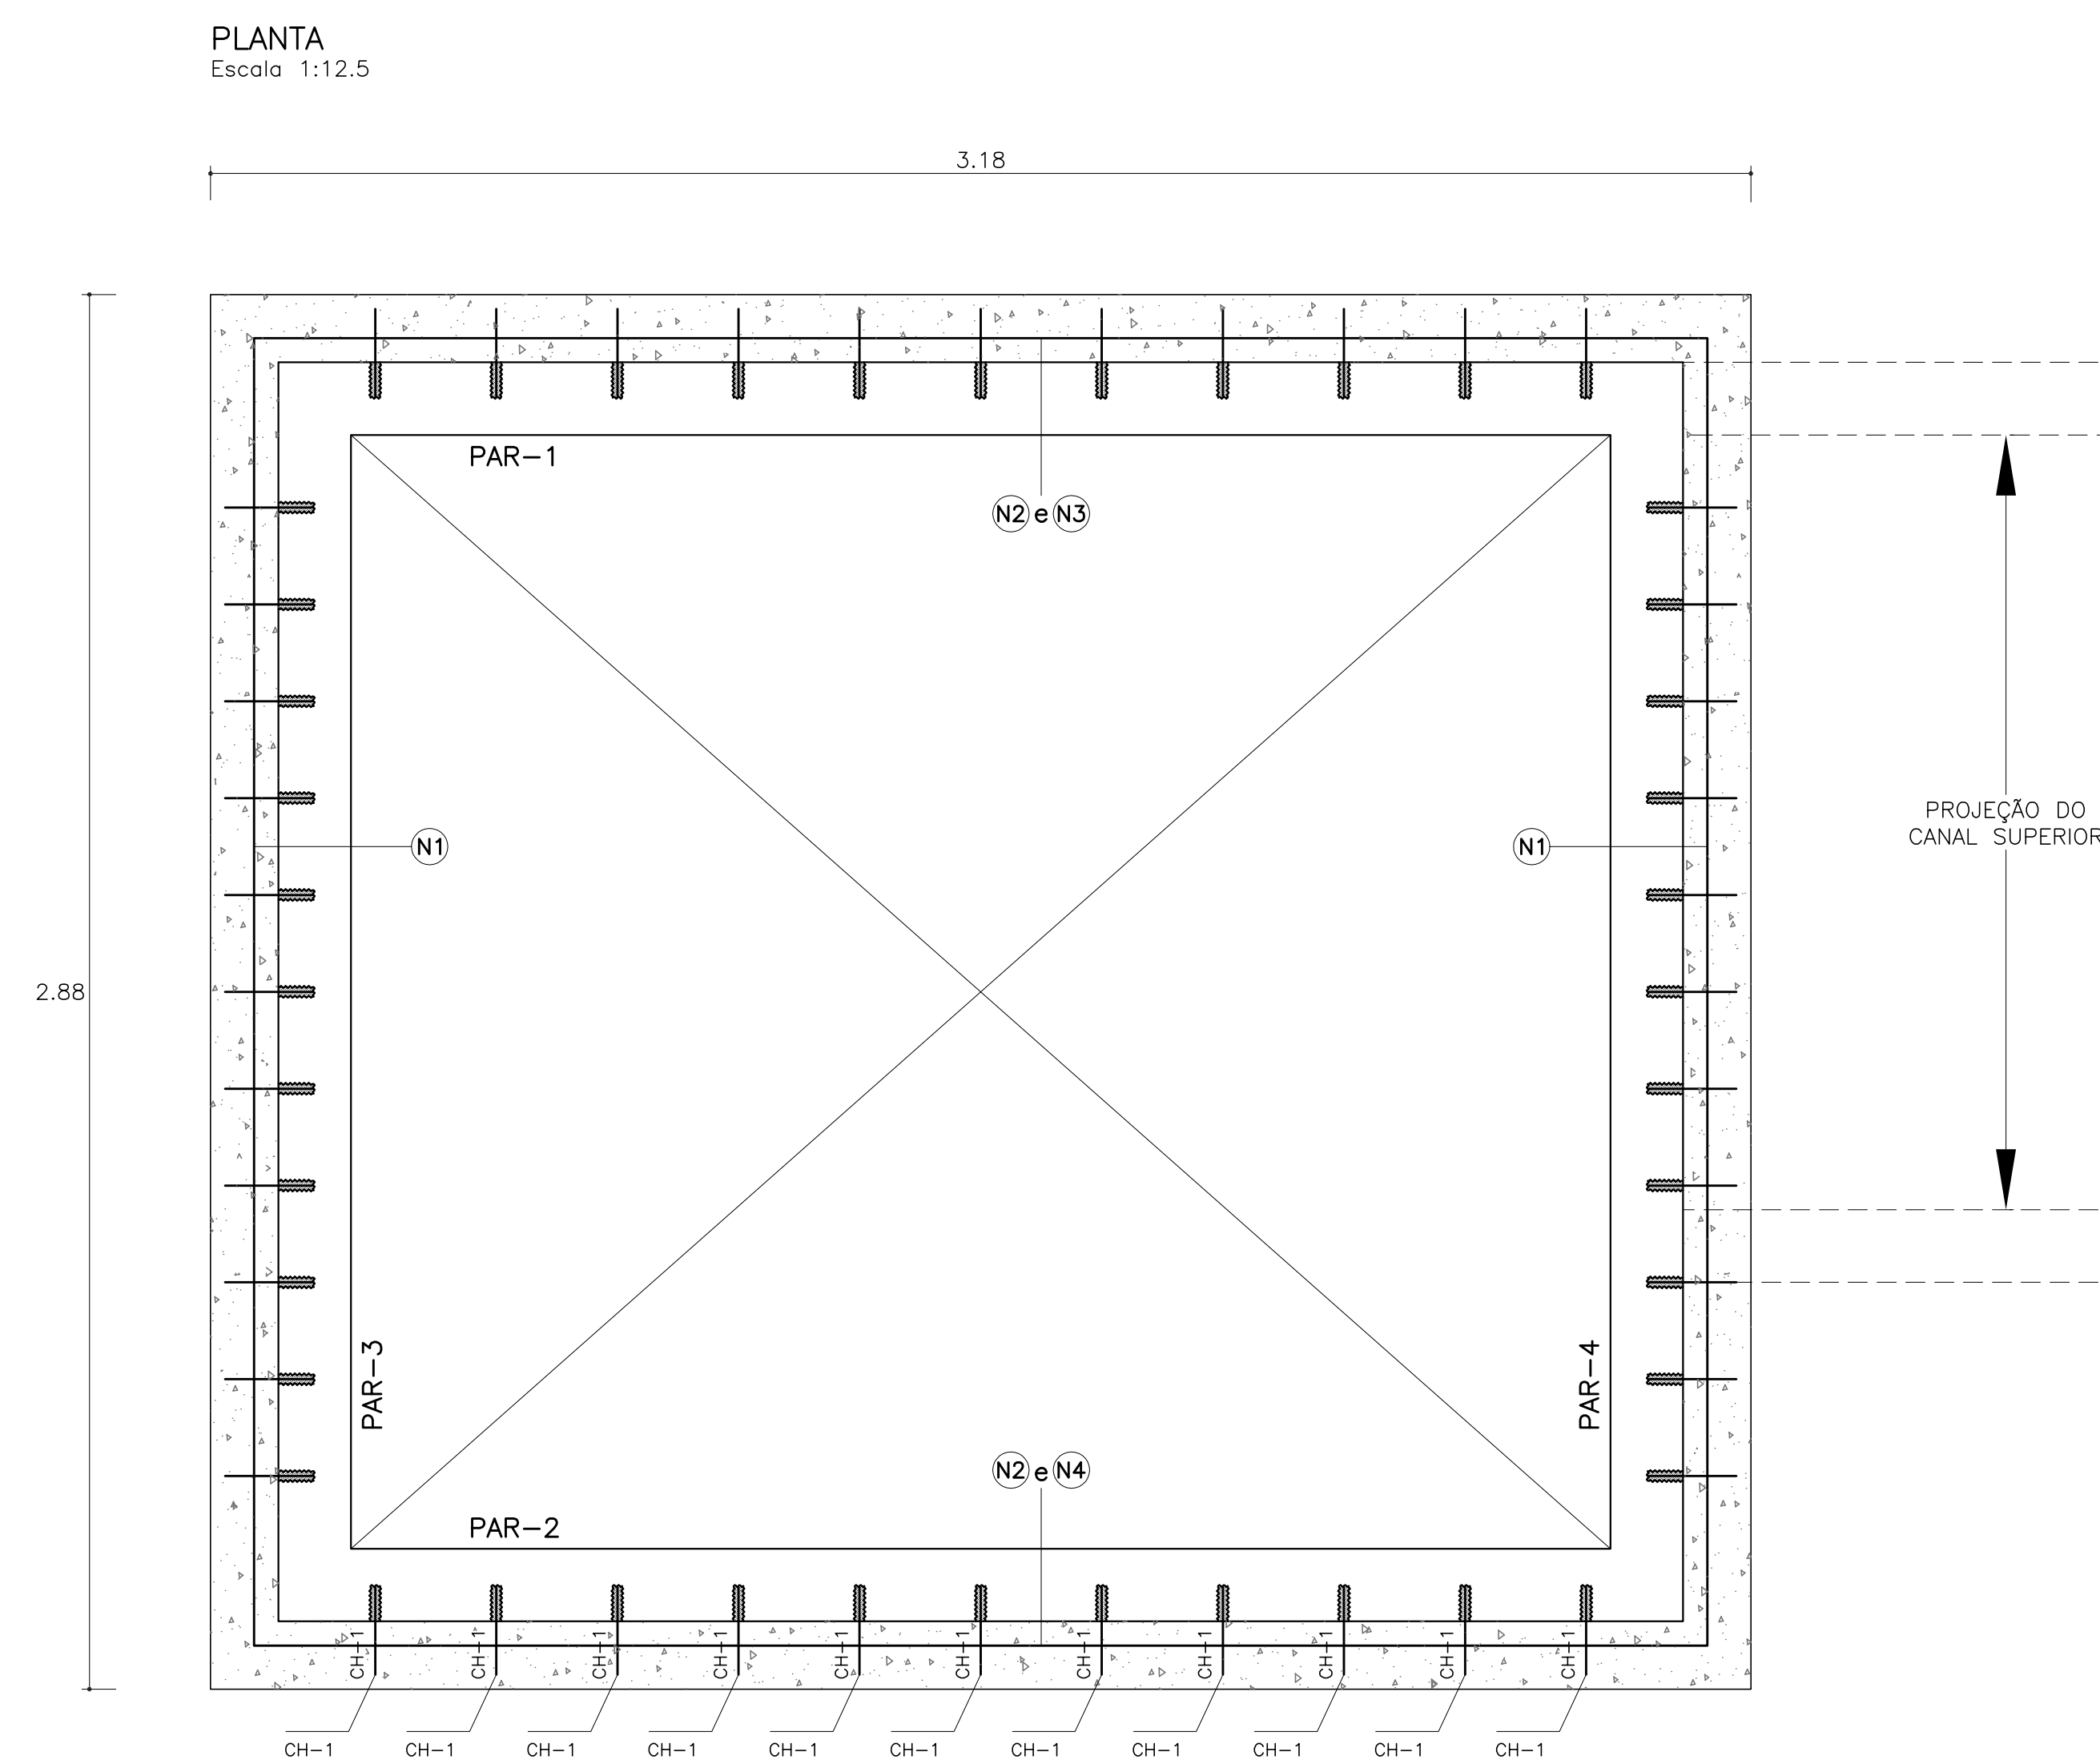 PLANTA
Escala 1:12.5
3.18
PAR-1
N2 e N3
PROJEÇÃO DO
CANAL SUPERIOR
N1
N1
2.88
PAR-3
PAR-4
N2 e N4
PAR-2
CH-1 CH-1 CH-1 CH-1 CH-1 CH-1 CH-1 CH-1 CH-1 CH-1 CH-1
CH-1 CH-1 CH-1 CH-1 CH-1 CH-1 CH-1 CH-1 CH-1 CH-1 CH-1